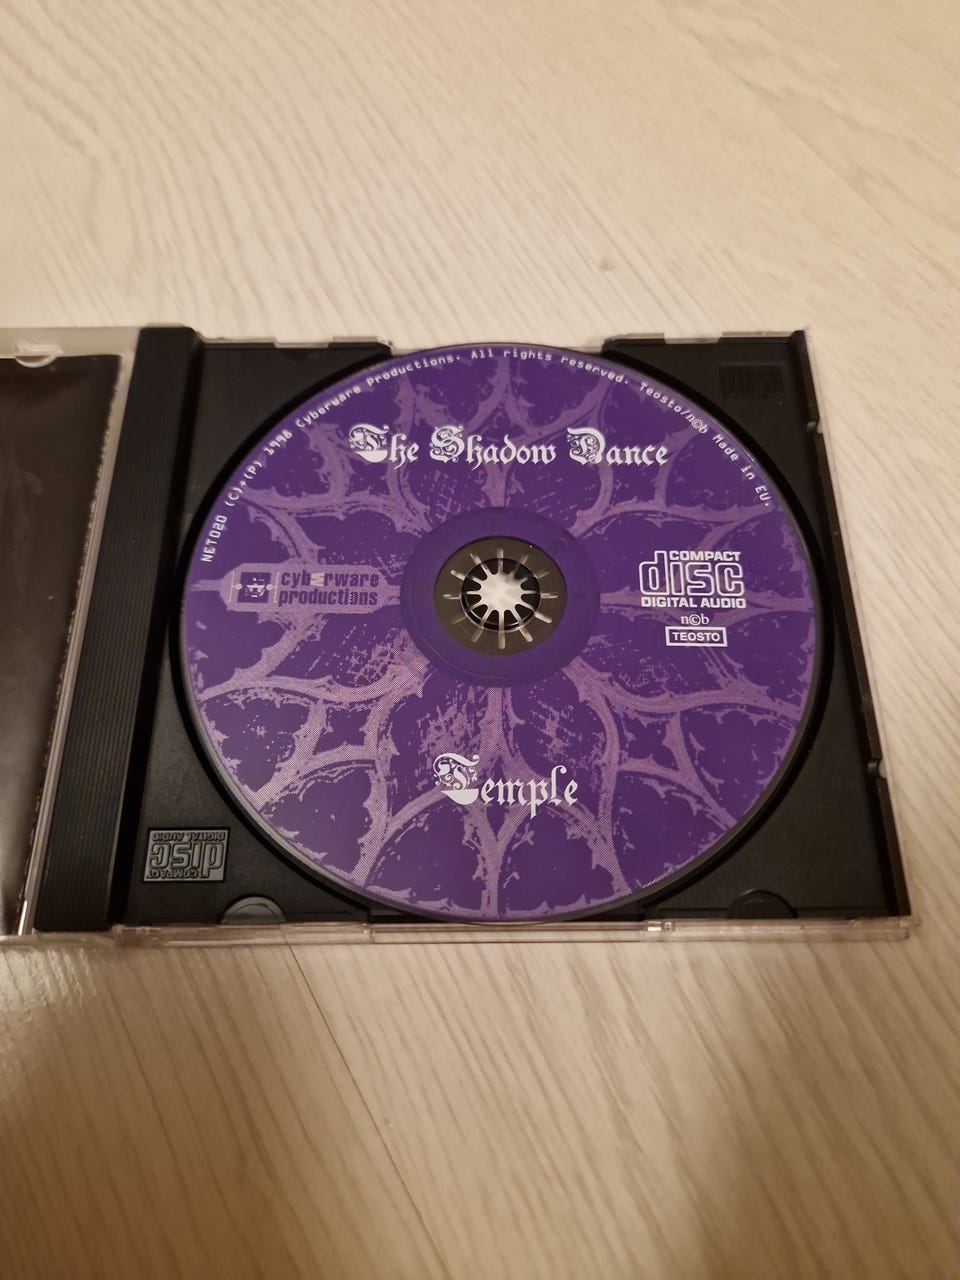 NET020 (C)+(P) 1998 Cyberware Productions. All rights reserved. Teosto/n©b Made in EU.
The Shadow Dance
cyberware
productions
COMPACT
disc
DIGITAL AUDIO
n©b
TEOSTO
Temple
COMPACT
disc
DIGITAL AUDIO